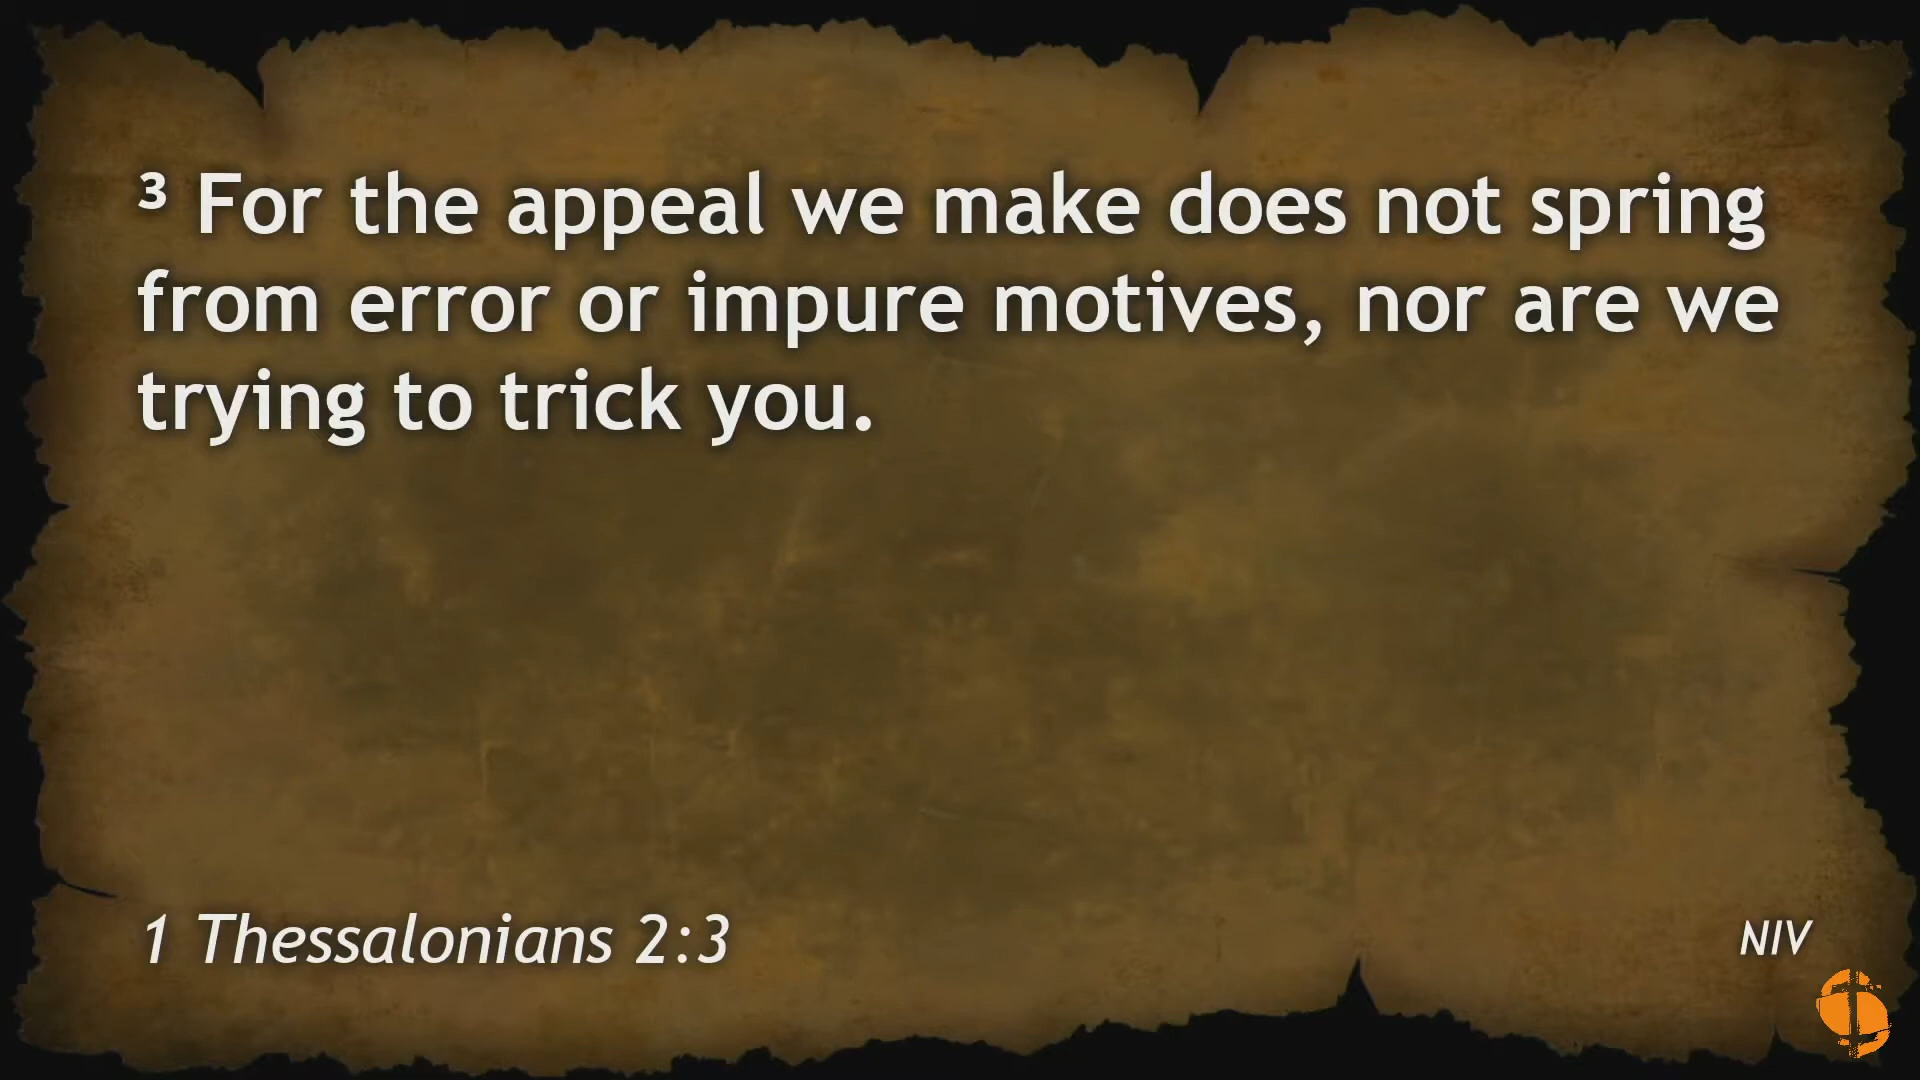 ³ For the appeal we make does not spring
from error or impure motives, nor are we
trying to trick you.
1 Thessalonians 2:3
NIV